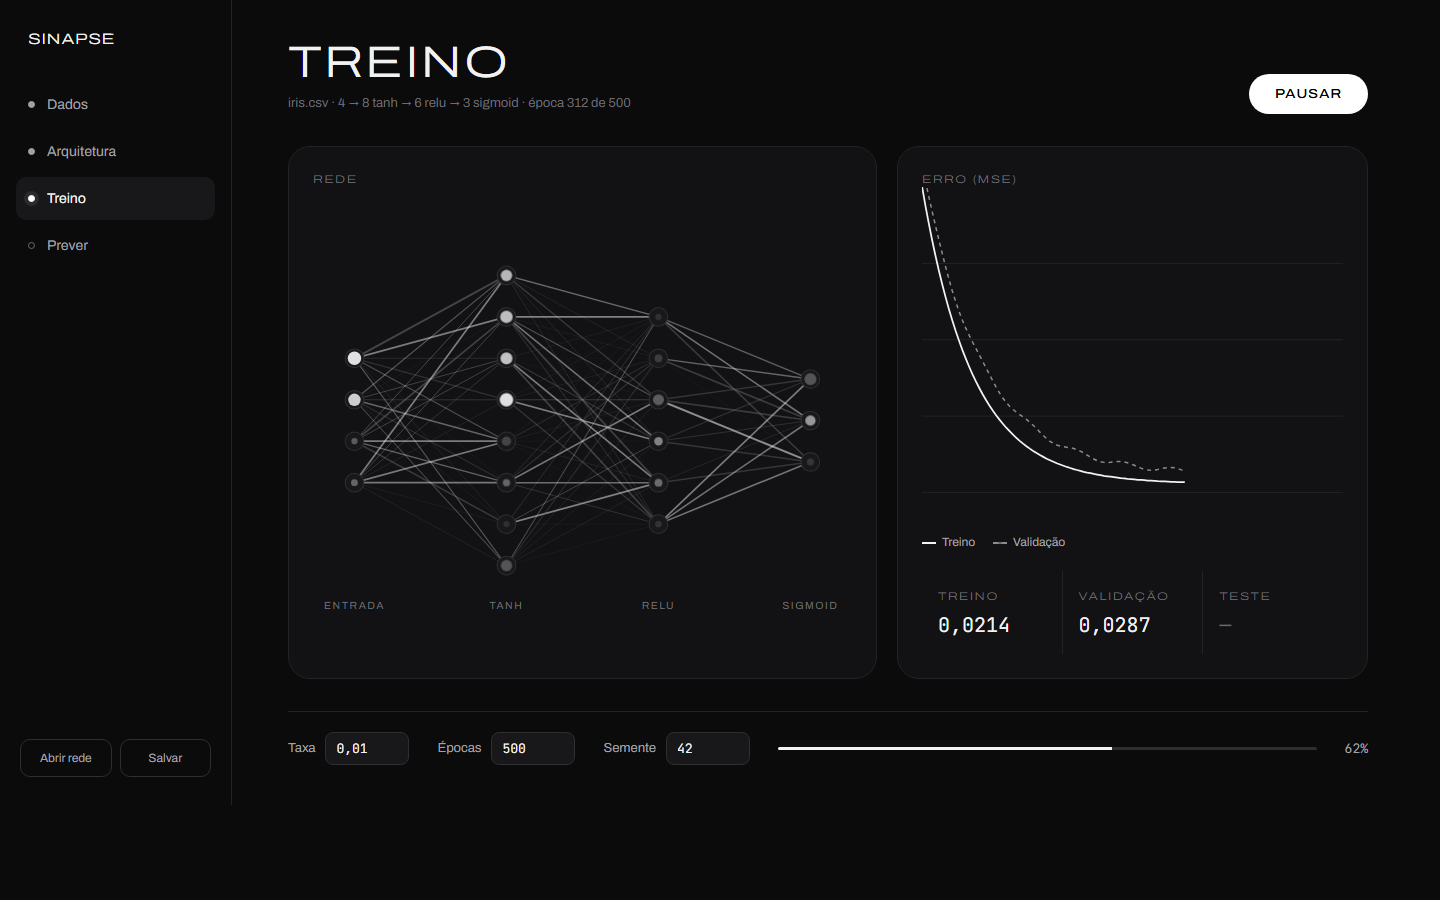 SINAPSE
Dados
Arquitetura
Treino
Prever
Abrir rede
Salvar
TREINO
iris.csv · 4 → 8 tanh → 6 relu → 3 sigmoid · época 312 de 500
PAUSAR
REDE
ENTRADA
TANH
RELU
SIGMOID
ERRO (MSE)
Treino
Validação
TREINO
VALIDAÇÃO
TESTE
0,0214
0,0287
—
Taxa
0,01
Épocas
500
Semente
42
62%